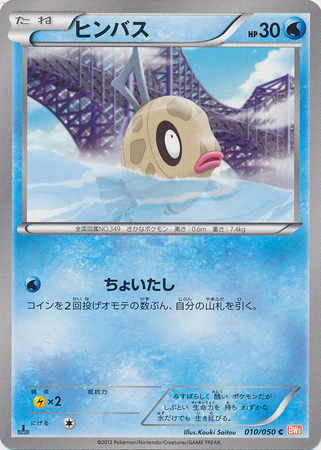 たね ヒンバス HP30
全国図鑑NO.349 さかなポケモン 高さ：0.6m 重さ：7.4kg
ちょいたし
コインを2回投げオモテの数ぶん、自分の山札を引く。
弱点 抵抗力
×2
にげる
みすぼらしく 醜い ポケモンだが
しぶとい 生命力を 持ち わずかな
水だけでも 生き延びる。
Illus.Kouki Saitou 010/050 C
©2012 Pokémon/Nintendo/Creatures/GAME FREAK.